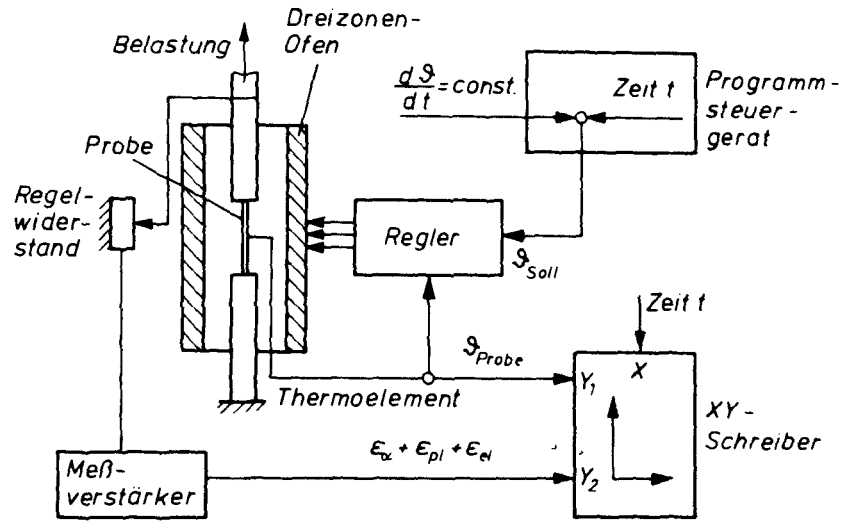 Dreizonen-
Ofen
Belastung
dϑ/dt = const.
Zeit t
Programm-
steuer-
gerät
Probe
Regel-
wider-
stand
Regler
ϑSoll
Zeit t
ϑProbe
X
Y1
Thermoelement
XY-
Schreiber
εα + εpl + εel
Y2
Meß-
verstärker